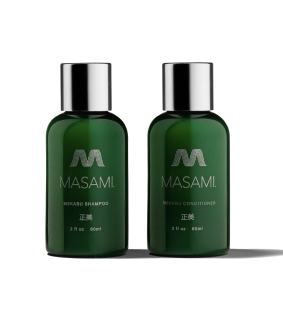 MASAMI.
MEKABU SHAMPOO
正美
2 fl oz 60ml
MASAMI.
MEKABU CONDITIONER
正美
2 fl oz 60ml